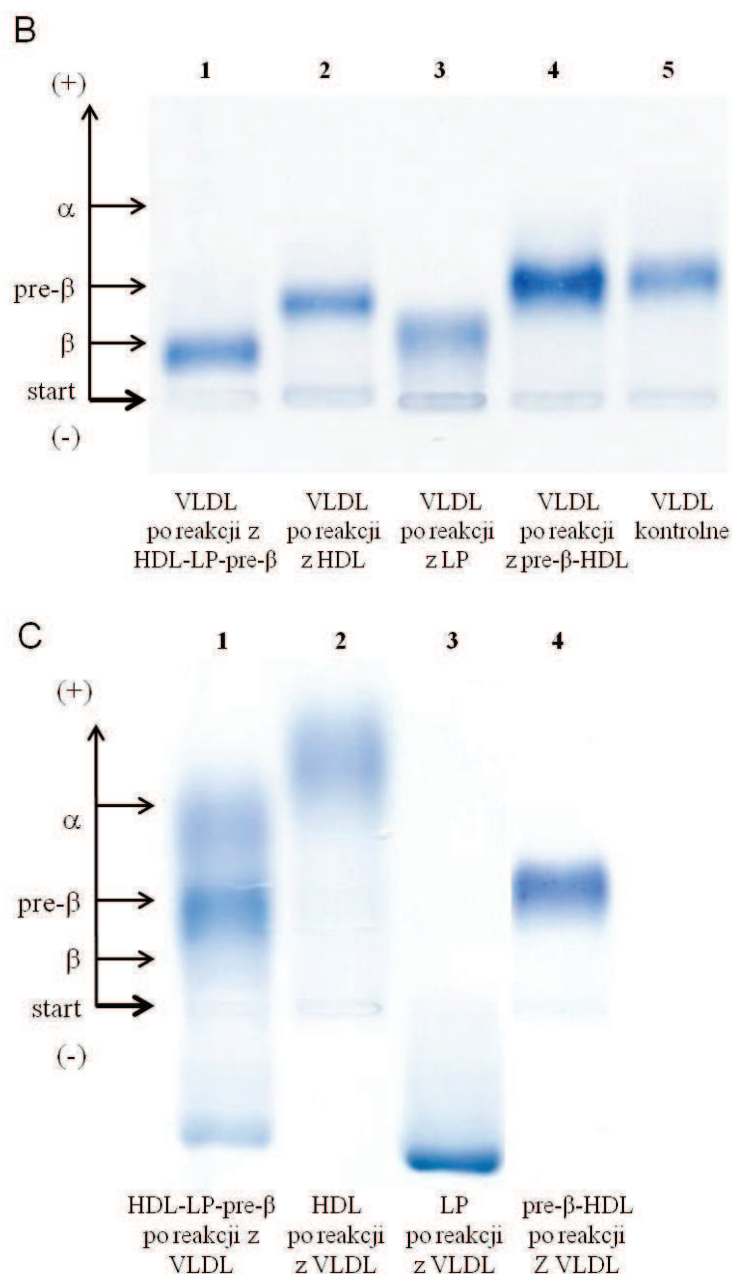 B
1 2 3 4 5
(+)
α
pre-β
β
start
(-)
VLDL
po reakcji z
HDL-LP-pre-β
VLDL
po reakcji
z HDL
VLDL
po reakcji
z LP
VLDL
po reakcji
z pre-β-HDL
VLDL
kontrolne
C
1 2 3 4
(+)
α
pre-β
β
start
(-)
HDL-LP-pre-β
po reakcji z
VLDL
HDL
po reakcji
z VLDL
LP
po reakcji
z VLDL
pre-β-HDL
po reakcji
Z VLDL